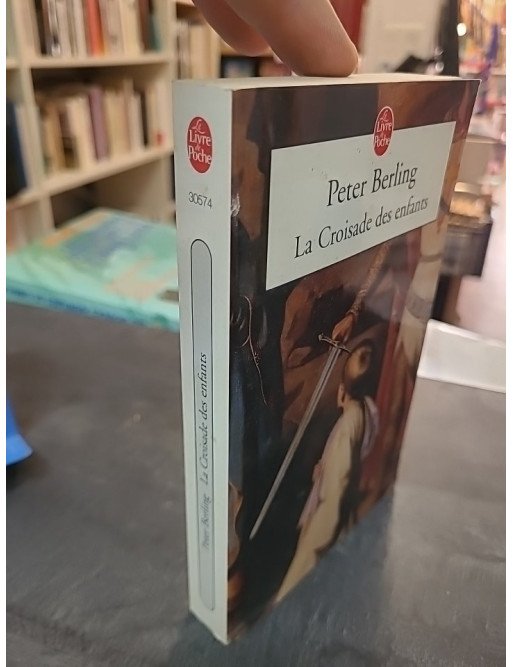 Le
Livre
de
Poche
30674
Peter Berling La Croisade des enfants
Le
Livre
de
Poche
Peter Berling
La Croisade des enfants